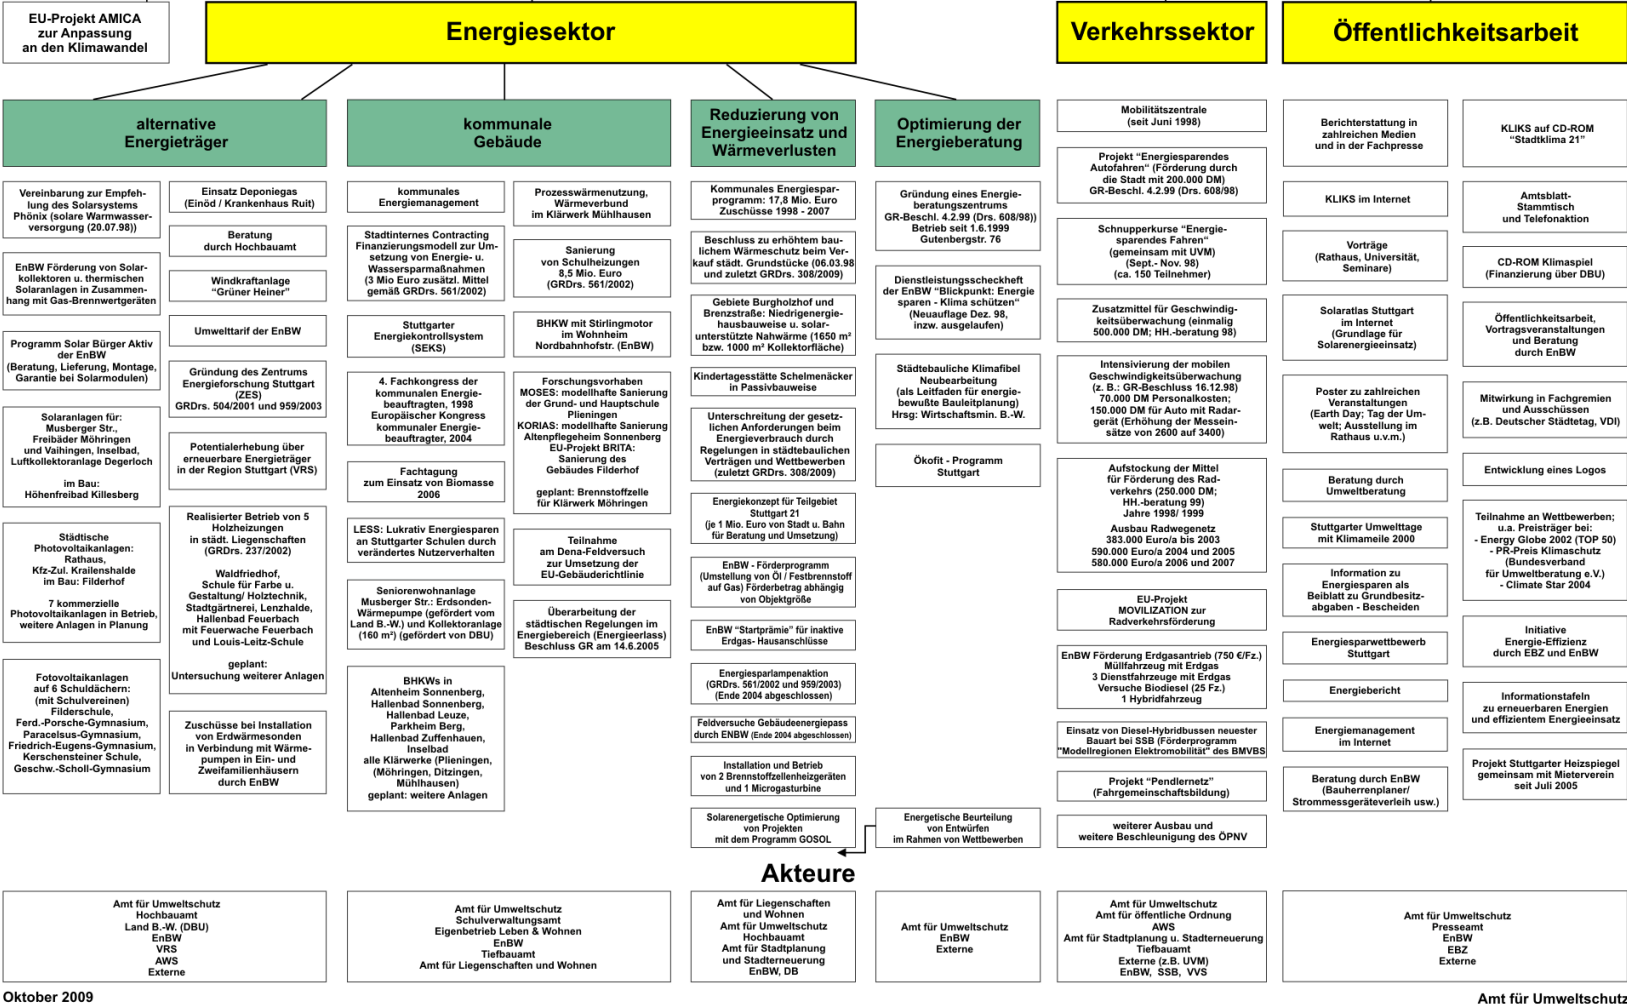 EU-Projekt AMICA
zur Anpassung
an den Klimawandel
Energiesektor
Verkehrssektor
Öffentlichkeitsarbeit
alternative
Energieträger
kommunale
Gebäude
Reduzierung von
Energieeinsatz und
Wärmeverlusten
Optimierung der
Energieberatung
Vereinbarung zur Empfeh-
lung des Solarsystems
Phönix (solare Warmwasser-
versorgung (20.07.98))
EnBW Förderung von Solar-
kollektoren u. thermischen
Solaranlagen in Zusammen-
hang mit Gas-Brennwertgeräten
Programm Solar Bürger Aktiv
der EnBW
(Beratung, Lieferung, Montage,
Garantie bei Solarmodulen)
Solaranlagen für:
Musberger Str.,
Freibäder Möhringen
und Vaihingen, Inselbad,
Luftkollektoranlage Degerloch
im Bau:
Höhenfreibad Killesberg
Städtische
Photovoltaikanlagen:
Rathaus,
Kfz-Zul. Krailenshalde
im Bau: Filderhof
7 kommerzielle
Photovoltaikanlagen in Betrieb,
weitere Anlagen in Planung
Fotovoltaikanlagen
auf 6 Schuldächern:
(mit Schulvereinen)
Filderschule,
Ferd.-Porsche-Gymnasium,
Paracelsus-Gymnasium,
Friedrich-Eugens-Gymnasium,
Kerschensteiner Schule,
Geschw.-Scholl-Gymnasium
Einsatz Deponiegas
(Einöd / Krankenhaus Ruit)
Beratung
durch Hochbauamt
Windkraftanlage
“Grüner Heiner”
Umwelttarif der EnBW
Gründung des Zentrums
Energieforschung Stuttgart
(ZES)
GRDrs. 504/2001 und 959/2003
Potentialerhebung über
erneuerbare Energieträger
in der Region Stuttgart (VRS)
Realisierter Betrieb von 5
Holzheizungen
in städt. Liegenschaften
(GRDrs. 237/2002)
Waldfriedhof,
Schule für Farbe u.
Gestaltung/ Holztechnik,
Stadtgärtnerei, Lenzhalde,
Hallenbad Feuerbach
mit Feuerwache Feuerbach
und Louis-Leitz-Schule
geplant:
Untersuchung weiterer Anlagen
Zuschüsse bei Installation
von Erdwärmesonden
in Verbindung mit Wärme-
pumpen in Ein- und
Zweifamilienhäusern
durch EnBW
kommunales
Energiemanagement
Stadtinternes Contracting
Finanzierungsmodell zur Um-
setzung von Energie- u.
Wassersparmaßnahmen
(3 Mio Euro zusätzl. Mittel
gemäß GRDrs. 561/2002)
Stuttgarter
Energiekontrollsystem
(SEKS)
4. Fachkongress der
kommunalen Energie-
beauftragten, 1998
Europäischer Kongress
kommunaler Energie-
beauftragter, 2004
Fachtagung
zum Einsatz von Biomasse
2006
LESS: Lukrativ Energiesparen
an Stuttgarter Schulen durch
verändertes Nutzerverhalten
Seniorenwohnanlage
Musberger Str.: Erdsonden-
Wärmepumpe (gefördert vom
Land B.-W.) und Kollektoranlage
(160 m²) (gefördert von DBU)
BHKWs in
Altenheim Sonnenberg,
Hallenbad Sonnenberg,
Hallenbad Leuze,
Parkheim Berg,
Hallenbad Zuffenhauen,
Inselbad
alle Klärwerke (Plieningen,
(Möhringen, Ditzingen,
Mühlhausen)
geplant: weitere Anlagen
Prozesswärmenutzung,
Wärmeverbund
im Klärwerk Mühlhausen
Sanierung
von Schulheizungen
8,5 Mio. Euro
(GRDrs. 561/2002)
BHKW mit Stirlingmotor
im Wohnheim
Nordbahnhofstr. (EnBW)
Forschungsvorhaben
MOSES: modellhafte Sanierung
der Grund- und Hauptschule
Plieningen
KORIAS: modellhafte Sanierung
Altenpflegeheim Sonnenberg
EU-Projekt BRITA:
Sanierung des
Gebäudes Filderhof
geplant: Brennstoffzelle
für Klärwerk Möhringen
Teilnahme
am Dena-Feldversuch
zur Umsetzung der
EU-Gebäuderichtlinie
Überarbeitung der
städtischen Regelungen im
Energiebereich (Energieerlass)
Beschluss GR am 14.6.2005
Kommunales Energiespar-
programm: 17,8 Mio. Euro
Zuschüsse 1998 - 2007
Beschluss zu erhöhtem bau-
lichem Wärmeschutz beim Ver-
kauf städt. Grundstücke (06.03.98
und zuletzt GRDrs. 308/2009)
Gebiete Burgholzhof und
Brenzstraße: Niedrigenergie-
hausbauweise u. solar-
unterstützte Nahwärme (1650 m²
bzw. 1000 m² Kollektorfläche)
Kindertagesstätte Schelmenäcker
in Passivbauweise
Unterschreitung der gesetz-
lichen Anforderungen beim
Energieverbrauch durch
Regelungen in städtebaulichen
Verträgen und Wettbewerben
(zuletzt GRDrs. 308/2009)
Energiekonzept für Teilgebiet
Stuttgart 21
(je 1 Mio. Euro von Stadt u. Bahn
für Beratung und Umsetzung)
EnBW - Förderprogramm
(Umstellung von Öl / Festbrennstoff
auf Gas) Förderbetrag abhängig
von Objektgröße
EnBW “Startprämie” für inaktive
Erdgas- Hausanschlüsse
Energiesparlampenaktion
(GRDrs. 561/2002 und 959/2003)
(Ende 2004 abgeschlossen)
Feldversuche Gebäudeenergiepass
durch ENBW (Ende 2004 abgeschlossen)
Installation und Betrieb
von 2 Brennstoffzellenheizgeräten
und 1 Microgasturbine
Solarenergetische Optimierung
von Projekten
mit dem Programm GOSOL
Gründung eines Energie-
beratungszentrums
GR-Beschl. 4.2.99 (Drs. 608/98))
Betrieb seit 1.6.1999
Gutenbergstr. 76
Dienstleistungsscheckheft
der EnBW “Blickpunkt: Energie
sparen - Klima schützen“
(Neuauflage Dez. 98,
inzw. ausgelaufen)
Städtebauliche Klimafibel
Neubearbeitung
(als Leitfaden für energie-
bewußte Bauleitplanung)
Hrsg: Wirtschaftsmin. B.-W.
Ökofit - Programm
Stuttgart
Energetische Beurteilung
von Entwürfen
im Rahmen von Wettbewerben
Mobilitätszentrale
(seit Juni 1998)
Projekt “Energiesparendes
Autofahren“ (Förderung durch
die Stadt mit 200.000 DM)
GR-Beschl. 4.2.99 (Drs. 608/98)
Schnupperkurse “Energie-
sparendes Fahren“
(gemeinsam mit UVM)
(Sept.- Nov. 98)
(ca. 150 Teilnehmer)
Zusatzmittel für Geschwindig-
keitsüberwachung (einmalig
500.000 DM; HH.-beratung 98)
Intensivierung der mobilen
Geschwindigkeitsüberwachung
(z. B.: GR-Beschluss 16.12.98)
70.000 DM Personalkosten;
150.000 DM für Auto mit Radar-
gerät (Erhöhung der Messein-
sätze von 2600 auf 3400)
Aufstockung der Mittel
für Förderung des Rad-
verkehrs (250.000 DM;
HH.-beratung 99)
Jahre 1998/ 1999
Ausbau Radwegenetz
383.000 Euro/a bis 2003
590.000 Euro/a 2004 und 2005
580.000 Euro/a 2006 und 2007
EU-Projekt
MOVILIZATION zur
Radverkehrsförderung
EnBW Förderung Erdgasantrieb (750 €/Fz.)
Müllfahrzeug mit Erdgas
3 Dienstfahrzeuge mit Erdgas
Versuche Biodiesel (25 Fz.)
1 Hybridfahrzeug
Einsatz von Diesel-Hybridbussen neuester
Bauart bei SSB (Förderprogramm
"Modellregionen Elektromobilität" des BMVBS
Projekt “Pendlernetz”
(Fahrgemeinschaftsbildung)
weiterer Ausbau und
weitere Beschleunigung des ÖPNV
Berichterstattung in
zahlreichen Medien
und in der Fachpresse
KLIKS im Internet
Vorträge
(Rathaus, Universität,
Seminare)
Solaratlas Stuttgart
im Internet
(Grundlage für
Solarenergieeinsatz)
Poster zu zahlreichen
Veranstaltungen
(Earth Day; Tag der Um-
welt; Ausstellung im
Rathaus u.v.m.)
Beratung durch
Umweltberatung
Stuttgarter Umwelttage
mit Klimameile 2000
Information zu
Energiesparen als
Beiblatt zu Grundbesitz-
abgaben - Bescheiden
Energiesparwettbewerb
Stuttgart
Energiebericht
Energiemanagement
im Internet
Beratung durch EnBW
(Bauherrenplaner/
Strommessgeräteverleih usw.)
KLIKS auf CD-ROM
“Stadtklima 21”
Amtsblatt-
Stammtisch
und Telefonaktion
CD-ROM Klimaspiel
(Finanzierung über DBU)
Öffentlichkeitsarbeit,
Vortragsveranstaltungen
und Beratung
durch EnBW
Mitwirkung in Fachgremien
und Ausschüssen
(z.B. Deutscher Städtetag, VDI)
Entwicklung eines Logos
Teilnahme an Wettbewerben;
u.a. Preisträger bei:
- Energy Globe 2002 (TOP 50)
- PR-Preis Klimaschutz
(Bundesverband
für Umweltberatung e.V.)
- Climate Star 2004
Initiative
Energie-Effizienz
durch EBZ und EnBW
Informationstafeln
zu erneuerbaren Energien
und effizientem Energieeinsatz
Projekt Stuttgarter Heizspiegel
gemeinsam mit Mieterverein
seit Juli 2005
Akteure
Amt für Umweltschutz
Hochbauamt
Land B.-W. (DBU)
EnBW
VRS
AWS
Externe
Amt für Umweltschutz
Schulverwaltungsamt
Eigenbetrieb Leben & Wohnen
EnBW
Tiefbauamt
Amt für Liegenschaften und Wohnen
Amt für Liegenschaften
und Wohnen
Amt für Umweltschutz
Hochbauamt
Amt für Stadtplanung
und Stadterneuerung
EnBW, DB
Amt für Umweltschutz
EnBW
Externe
Amt für Umweltschutz
Amt für öffentliche Ordnung
AWS
Amt für Stadtplanung u. Stadterneuerung
Tiefbauamt
Externe (z.B. UVM)
EnBW, SSB, VVS
Amt für Umweltschutz
Presseamt
EnBW
EBZ
Externe
Oktober 2009
Amt für Umweltschutz